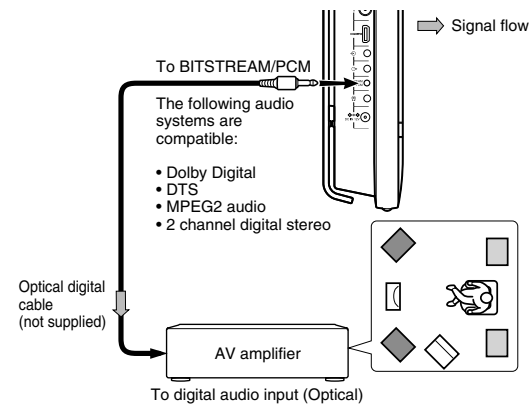 Signal flow
To BITSTREAM/PCM
The following audio
systems are
compatible:
• Dolby Digital
• DTS
• MPEG2 audio
• 2 channel digital stereo
Optical digital
cable
(not supplied)
AV amplifier
To digital audio input (Optical)